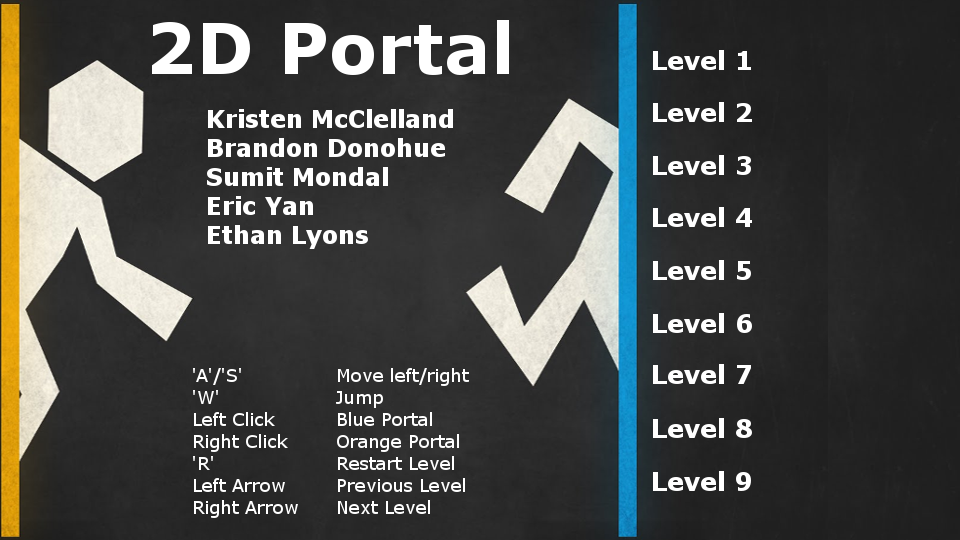 2D Portal
Kristen McClelland
Brandon Donohue
Sumit Mondal
Eric Yan
Ethan Lyons
'A'/'S' Move left/right
'W' Jump
Left Click Blue Portal
Right Click Orange Portal
'R' Restart Level
Left Arrow Previous Level
Right Arrow Next Level
Level 1
Level 2
Level 3
Level 4
Level 5
Level 6
Level 7
Level 8
Level 9